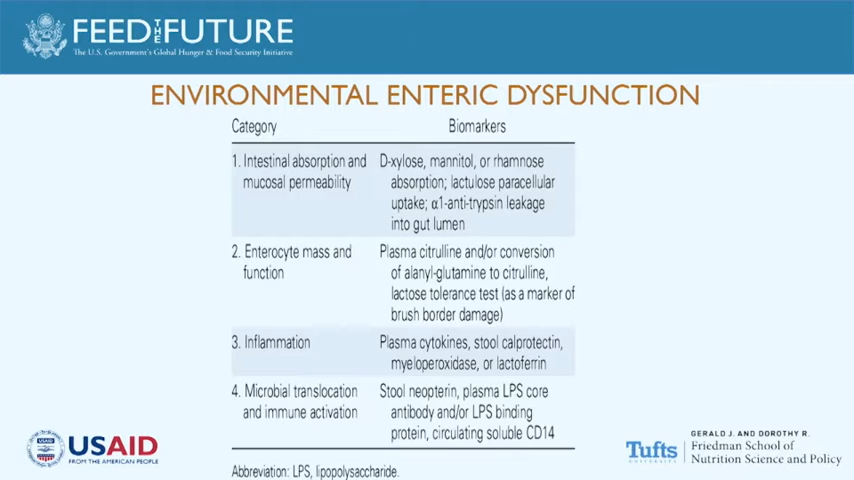 FEED THE FUTURE
The U.S. Government's Global Hunger & Food Security Initiative
ENVIRONMENTAL ENTERIC DYSFUNCTION
Category Biomarkers
1. Intestinal absorption and D-xylose, mannitol, or rhamnose
mucosal permeability absorption; lactulose paracellular
uptake; α1-anti-trypsin leakage
into gut lumen
2. Enterocyte mass and Plasma citrulline and/or conversion
function of alanyl-glutamine to citrulline,
lactose tolerance test (as a marker of
brush border damage)
3. Inflammation Plasma cytokines, stool calprotectin,
myeloperoxidase, or lactoferrin
4. Microbial translocation Stool neopterin, plasma LPS core
and immune activation antibody and/or LPS binding
protein, circulating soluble CD14
Abbreviation: LPS, lipopolysaccharide.
USAID
FROM THE AMERICAN PEOPLE
Tufts
UNIVERSITY
GERALD J. AND DOROTHY R.
Friedman School of
Nutrition Science and Policy